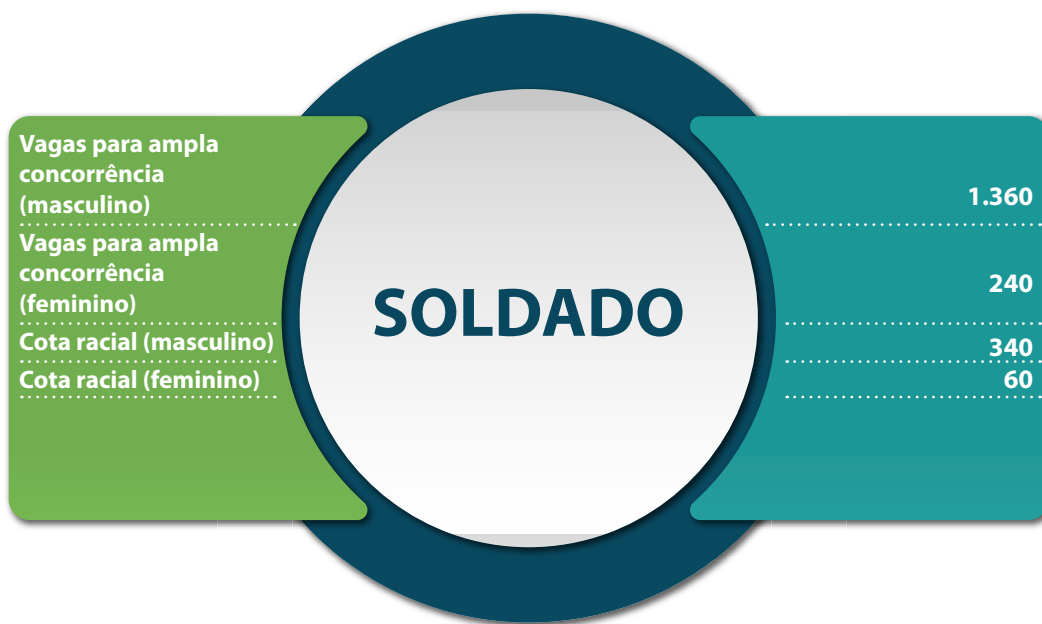 Vagas para ampla
concorrência
(masculino)
1.360
Vagas para ampla
concorrência
(feminino)
240
Cota racial (masculino)
340
Cota racial (feminino)
60
SOLDADO